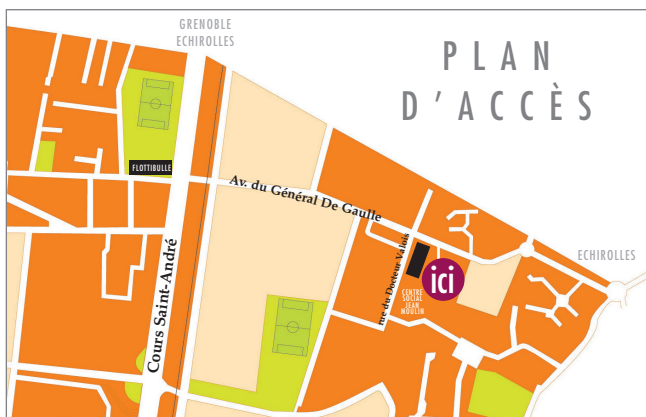 GRENOBLE
ECHIROLLES
PLAN
D'ACCÈS
FLOTTIBULLE
Av. du Général De Gaulle
Cours Saint-André
rue du Docteur Valois
ici
CENTRE
SOCIAL
JEAN
MOULIN
ECHIROLLES